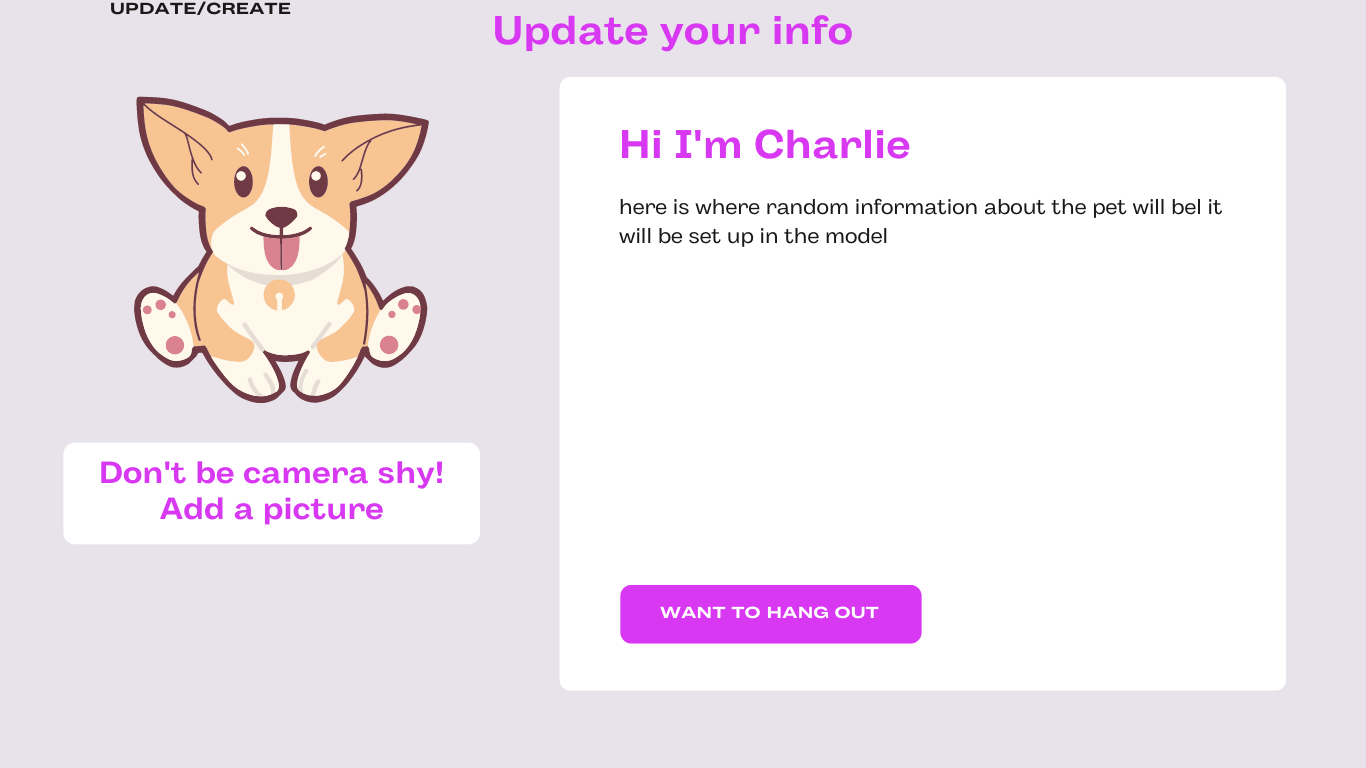 UPDATE/CREATE
Update your info
Hi I'm Charlie
here is where random information about the pet will bel it
will be set up in the model
Don't be camera shy!
Add a picture
WANT TO HANG OUT